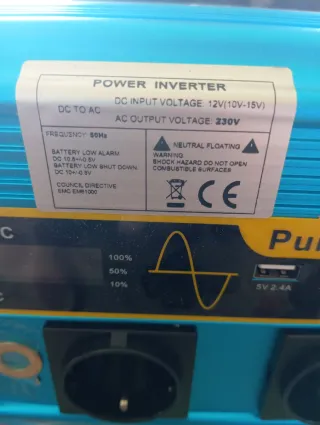 POWER INVERTER
DC INPUT VOLTAGE: 12V(10V-15V)
DC TO AC
AC OUTPUT VOLTAGE: 230V
FREQUENCY: 50Hz
BATTERY LOW ALARM
DC 10.5+/-0.5V
BATTERY LOW SHUT DOWN
DC 10+/-0.5V
COUNCIL DIRECTIVE
NEUTRAL FLOATING
WARNING
SHOCK HAZARD DO NOT OPEN
COMBUSTIBLE SURFACES
CE
C
100%
50%
10%
C
Pu
5V 2.4A